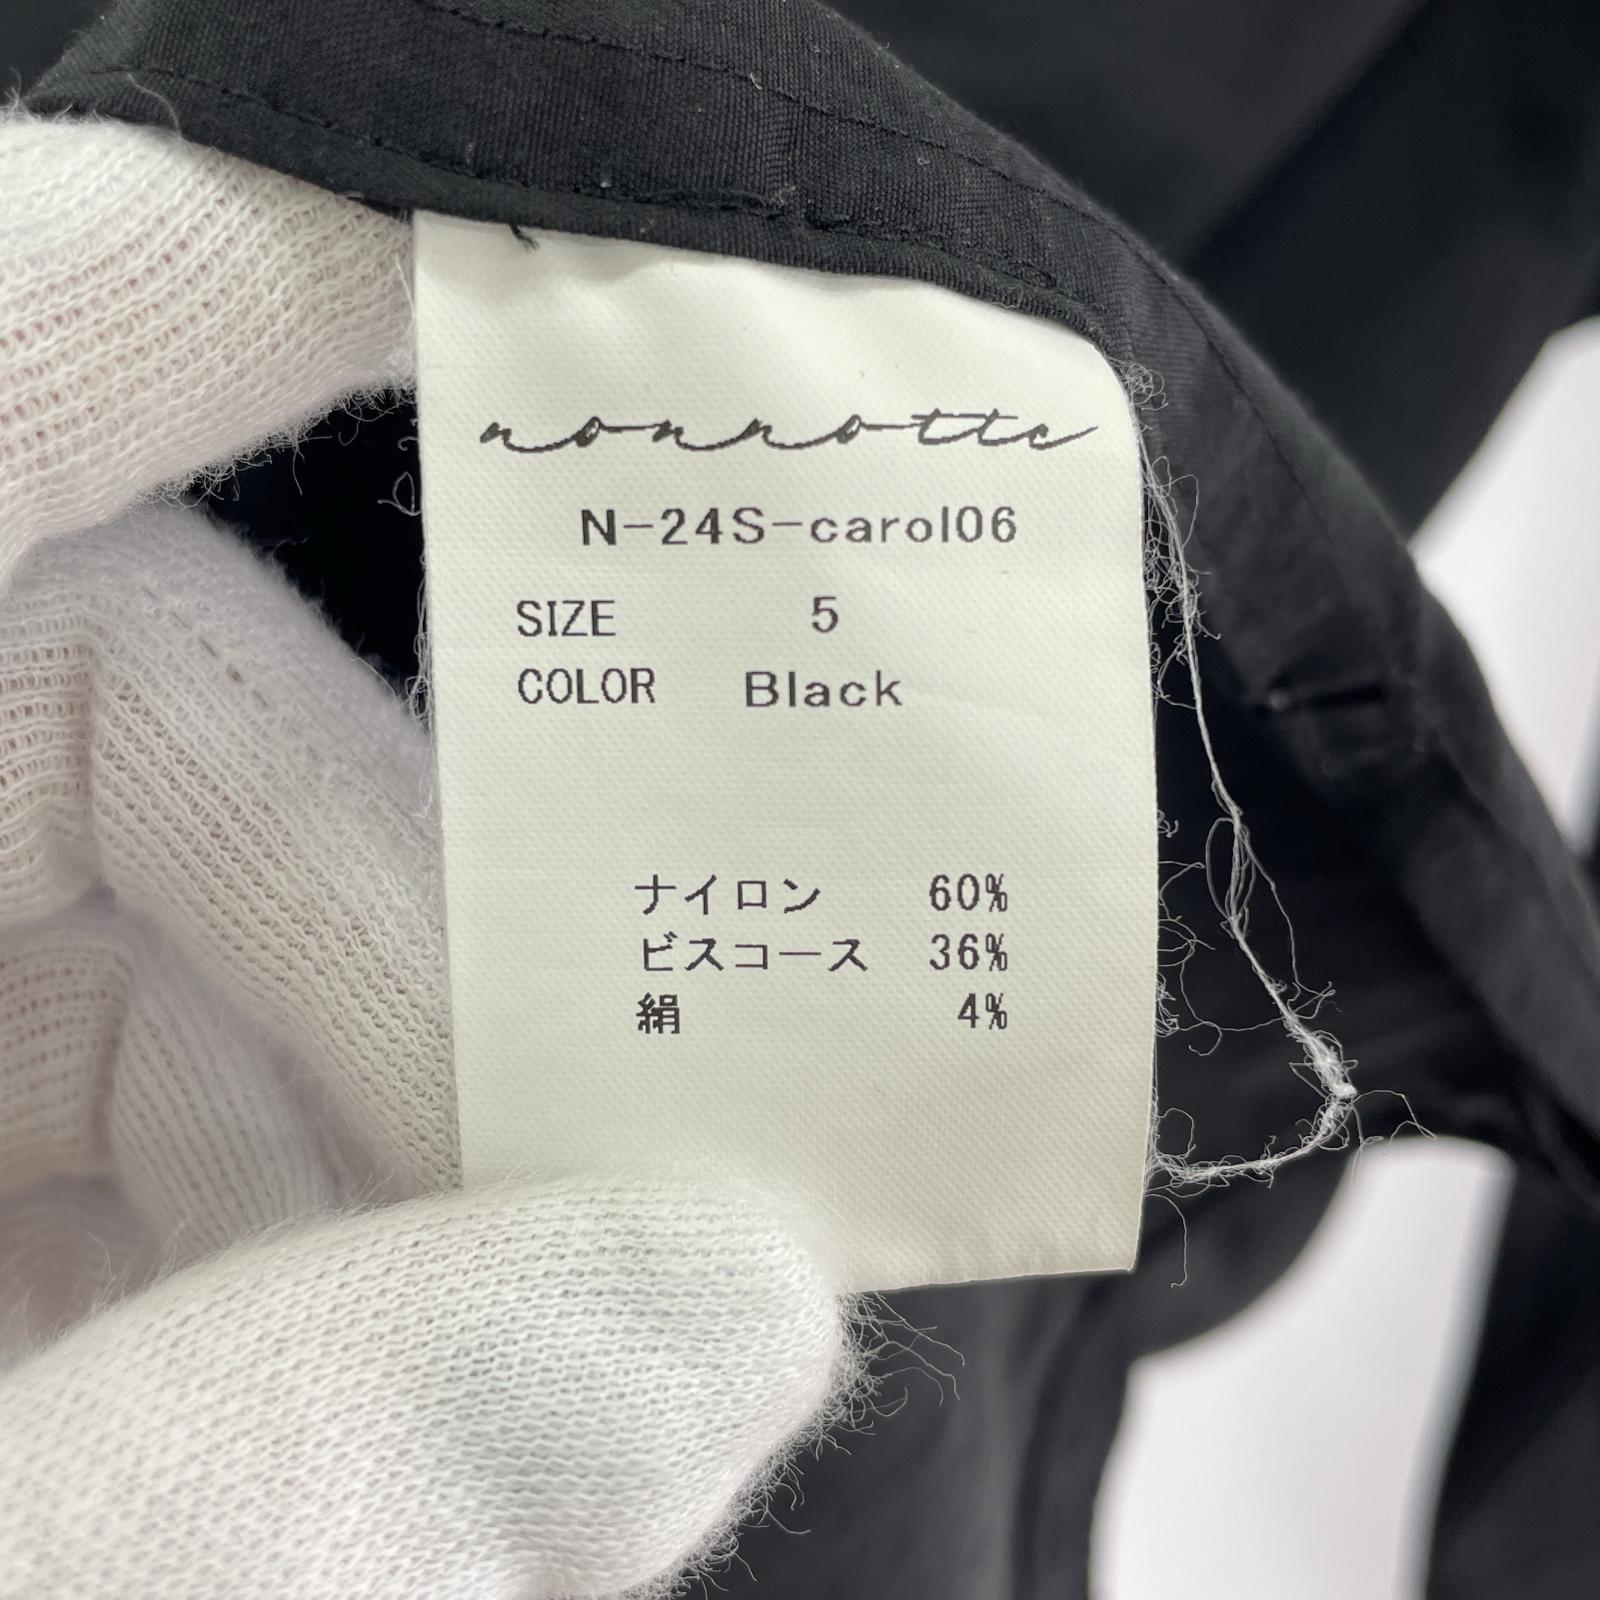 nonnotte
N-24S-carol06
SIZE 5
COLOR Black
ナイロン 60%
ビスコース 36%
絹 4%